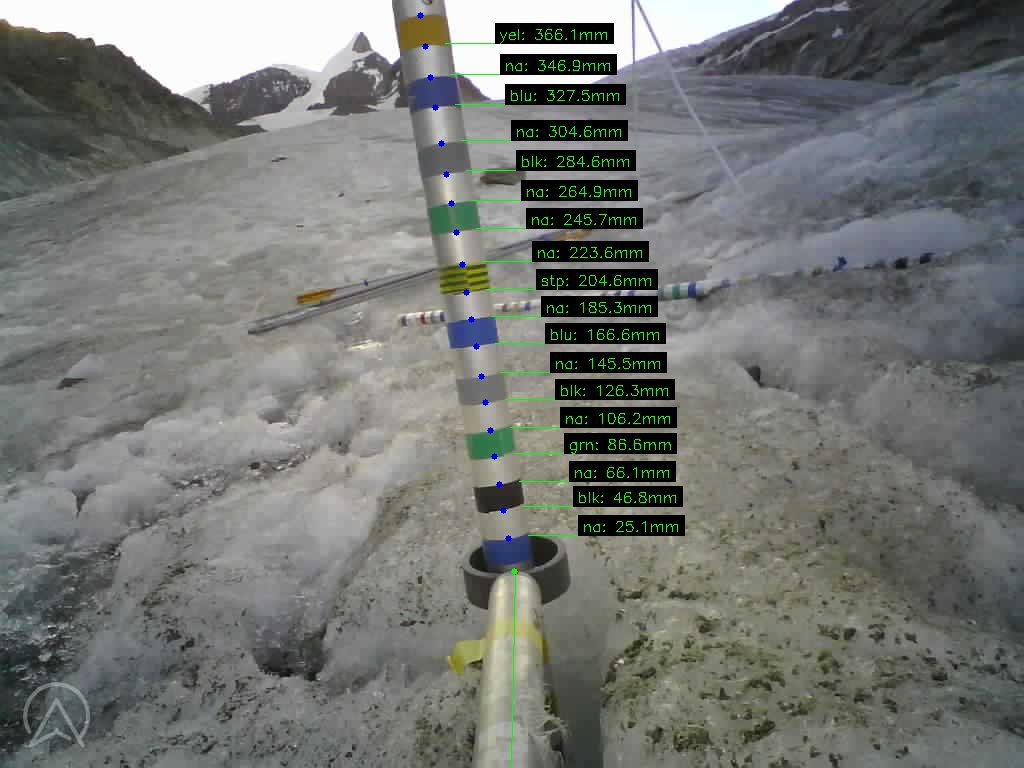 yel: 366.1mm
na: 346.9mm
blu: 327.5mm
na: 304.6mm
blk: 284.6mm
na: 264.9mm
na: 245.7mm
na: 223.6mm
stp: 204.6mm
na: 185.3mm
blu: 166.6mm
na: 145.5mm
blk: 126.3mm
na: 106.2mm
grn: 86.6mm
na: 66.1mm
blk: 46.8mm
na: 25.1mm